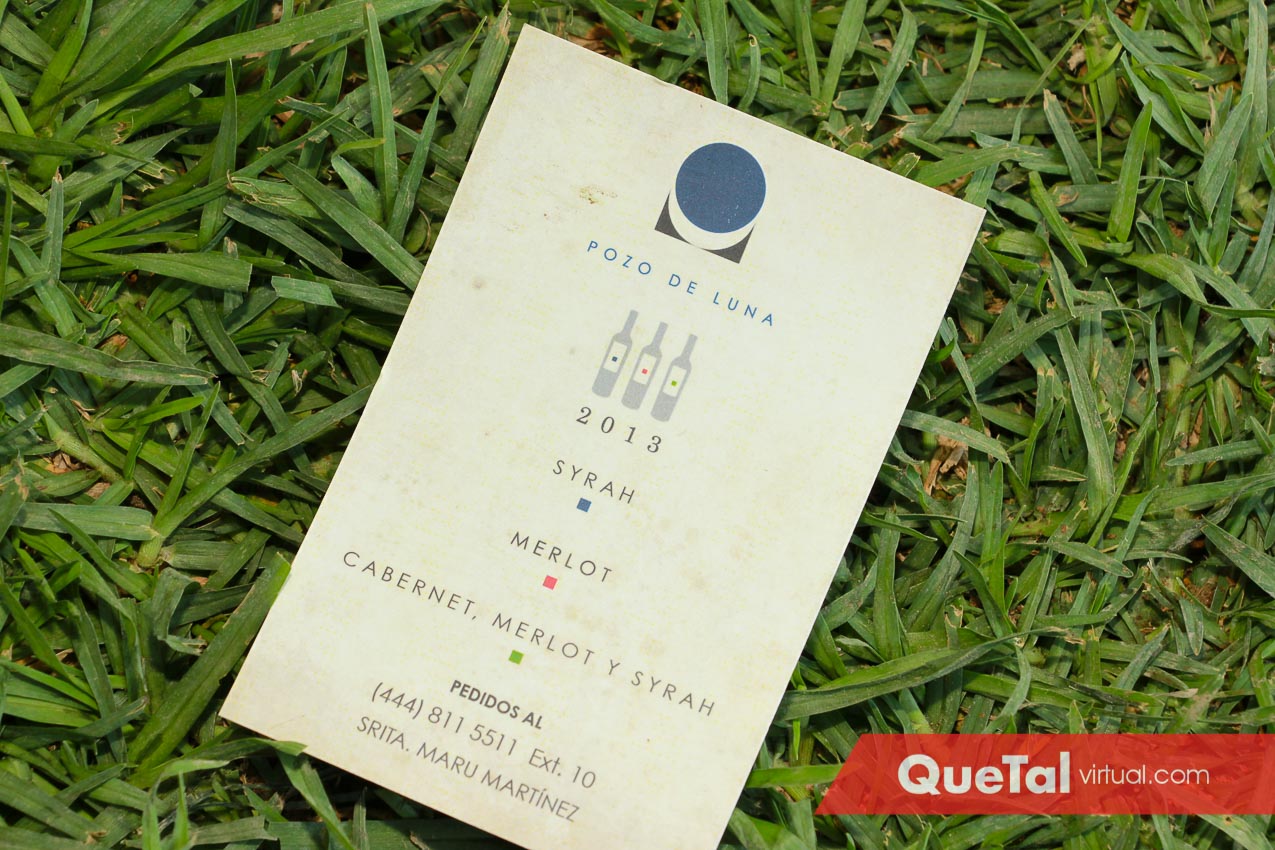 POZO DE LUNA
2013
SYRAH
MERLOT
CABERNET, MERLOT Y SYRAH
PEDIDOS AL
(444) 811 5511 Ext. 10
SRITA. MARU MARTÍNEZ
QueTal virtual.com